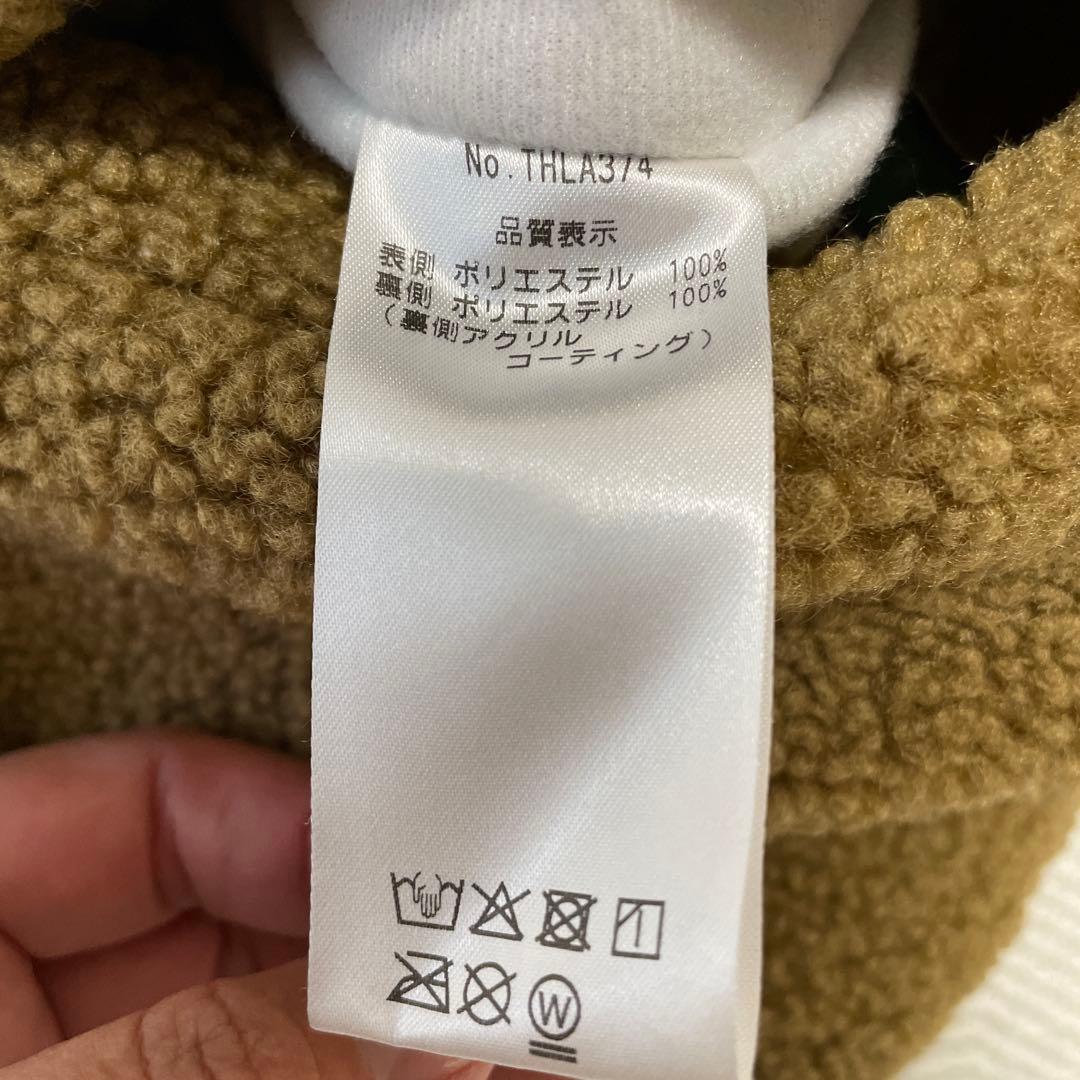 No.THLA374
品質表示
表側 ポリエステル 100%
裏側 ポリエステル 100%
(裏側アクリル
コーティング)
W